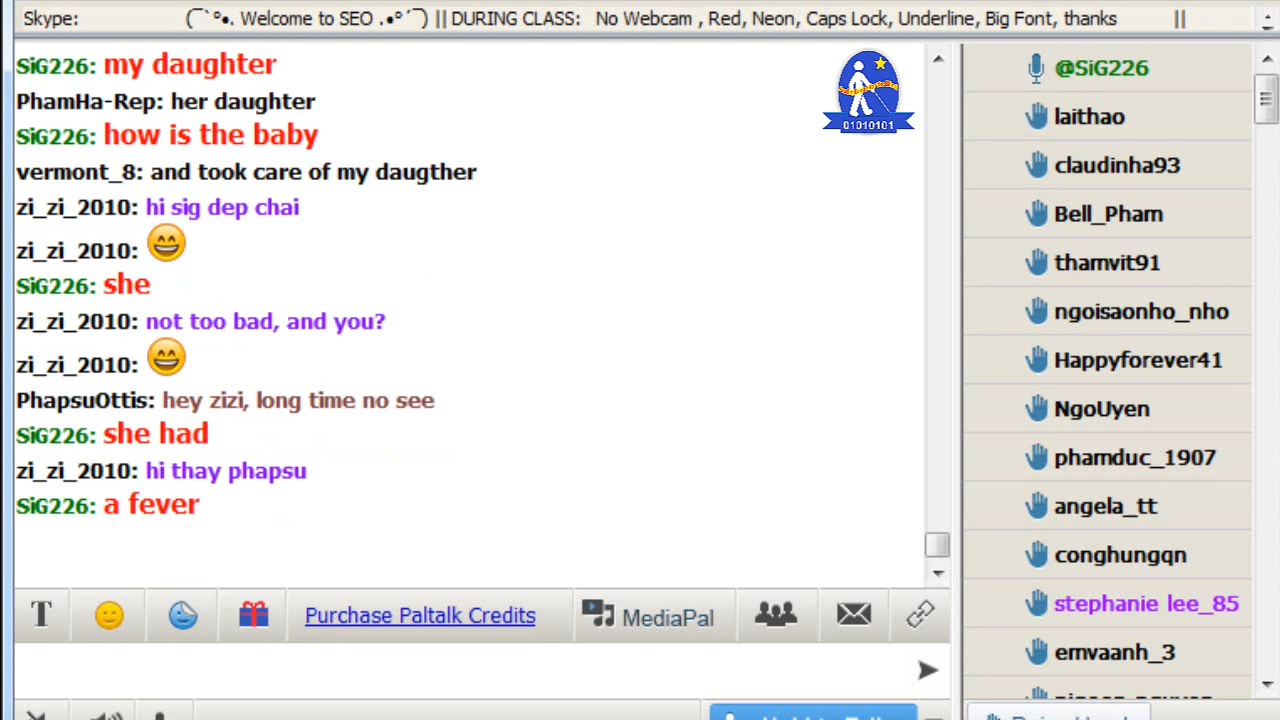 Skype: (¯`°•. Welcome to SEO .•°´¯) || DURING CLASS: No Webcam , Red, Neon, Caps Lock, Underline, Big Font, thanks ||
SiG226: my daughter
PhamHa-Rep: her daughter
SiG226: how is the baby
vermont_8: and took care of my daugther
zi_zi_2010: hi sig dep chai
zi_zi_2010:
SiG226: she
zi_zi_2010: not too bad, and you?
zi_zi_2010:
PhapsuOttis: hey zizi, long time no see
SiG226: she had
zi_zi_2010: hi thay phapsu
SiG226: a fever
01010101
T Purchase Paltalk Credits MediaPal
@SiG226
laithao
claudinha93
Bell_Pham
thamvit91
ngoisaonho_nho
Happyforever41
NgoUyen
phamduc_1907
angela_tt
conghungqn
stephanie lee_85
emvaanh_3